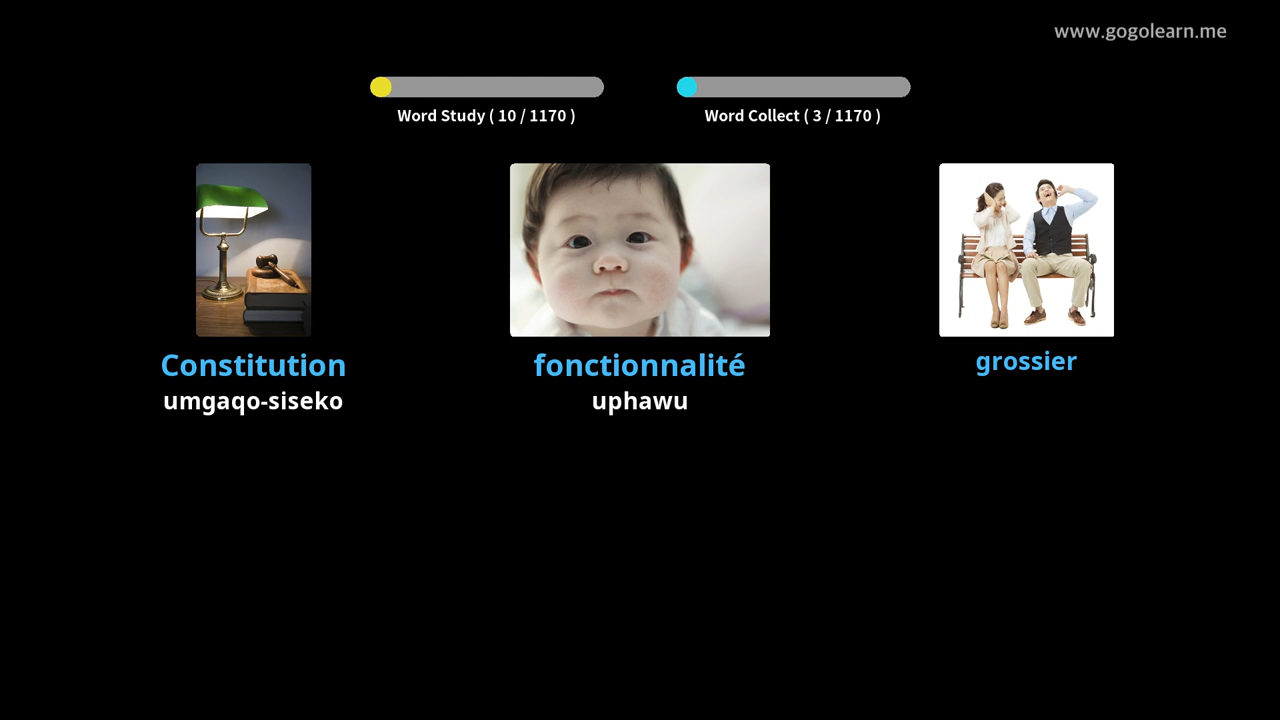 www.gogolearn.me
Word Study ( 10 / 1170 )
Word Collect ( 3 / 1170 )
Constitution
umgaqo-siseko
fonctionnalité
uphawu
grossier